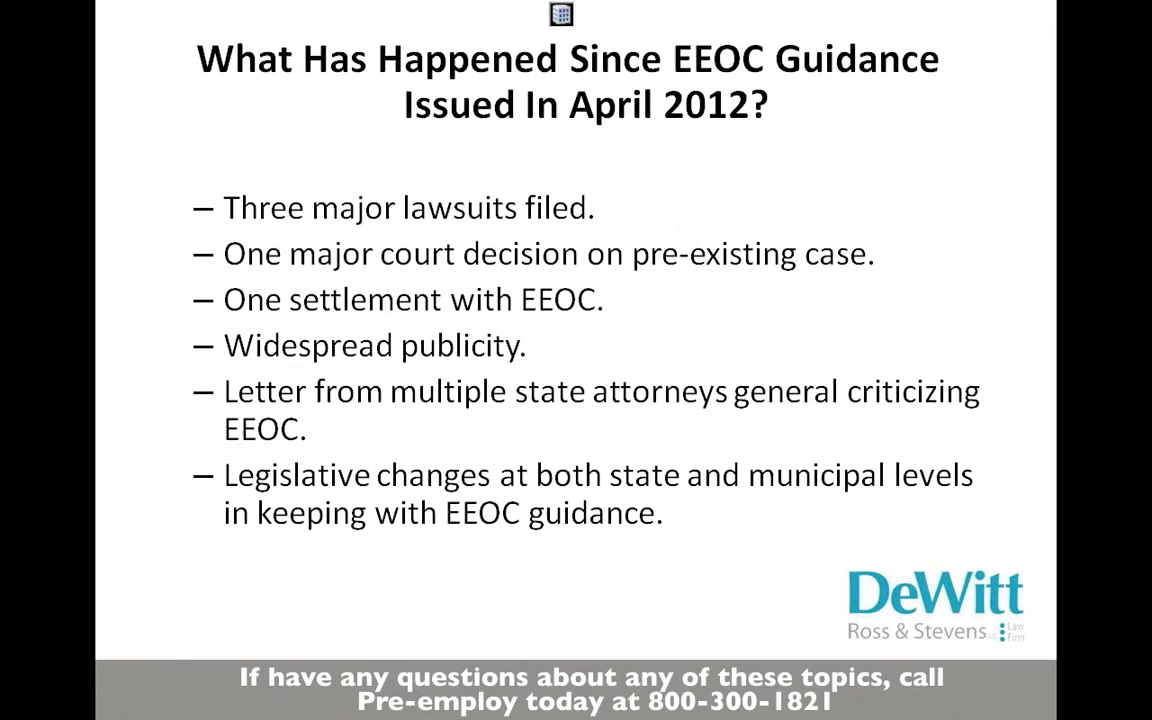 What Has Happened Since EEOC Guidance
Issued In April 2012?
– Three major lawsuits filed.
– One major court decision on pre-existing case.
– One settlement with EEOC.
– Widespread publicity.
– Letter from multiple state attorneys general criticizing
EEOC.
– Legislative changes at both state and municipal levels
in keeping with EEOC guidance.
DeWitt
Ross & Stevens
Law
Firm
If have any questions about any of these topics, call
Pre-employ today at 800-300-1821